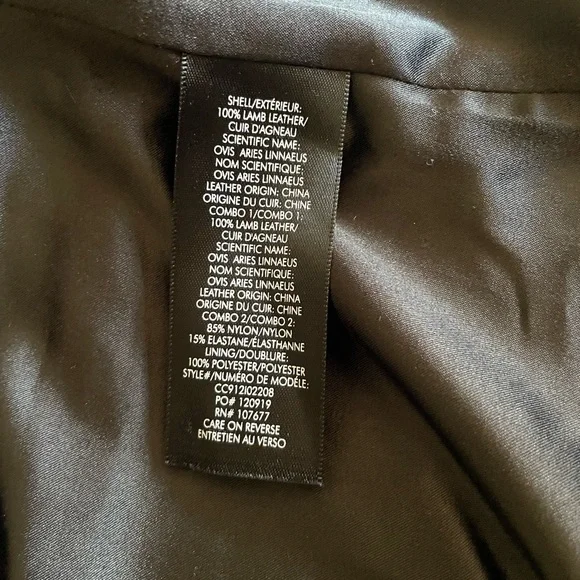 SHELL/EXTÉRIEUR:
100% LAMB LEATHER/
CUIR D'AGNEAU
SCIENTIFIC NAME:
OVIS ARIES LINNAEUS
NOM SCIENTIFIQUE:
OVIS ARIES LINNAEUS
LEATHER ORIGIN: CHINA
ORIGINE DU CUIR: CHINE
COMBO 1/COMBO 1:
100% LAMB LEATHER/
CUIR D'AGNEAU
SCIENTIFIC NAME:
OVIS ARIES LINNAEUS
NOM SCIENTIFIQUE:
OVIS ARIES LINNAEUS
LEATHER ORIGIN: CHINA
ORIGINE DU CUIR: CHINE
COMBO 2/COMBO 2:
85% NYLON/NYLON
15% ELASTANE/ÉLASTHANNE
LINING/DOUBLURE:
100% POLYESTER/POLYESTER
STYLE#/NUMÉRO DE MODÈLE:
CC912I02208
PO# 120919
RN# 107677
CARE ON REVERSE
ENTRETIEN AU VERSO